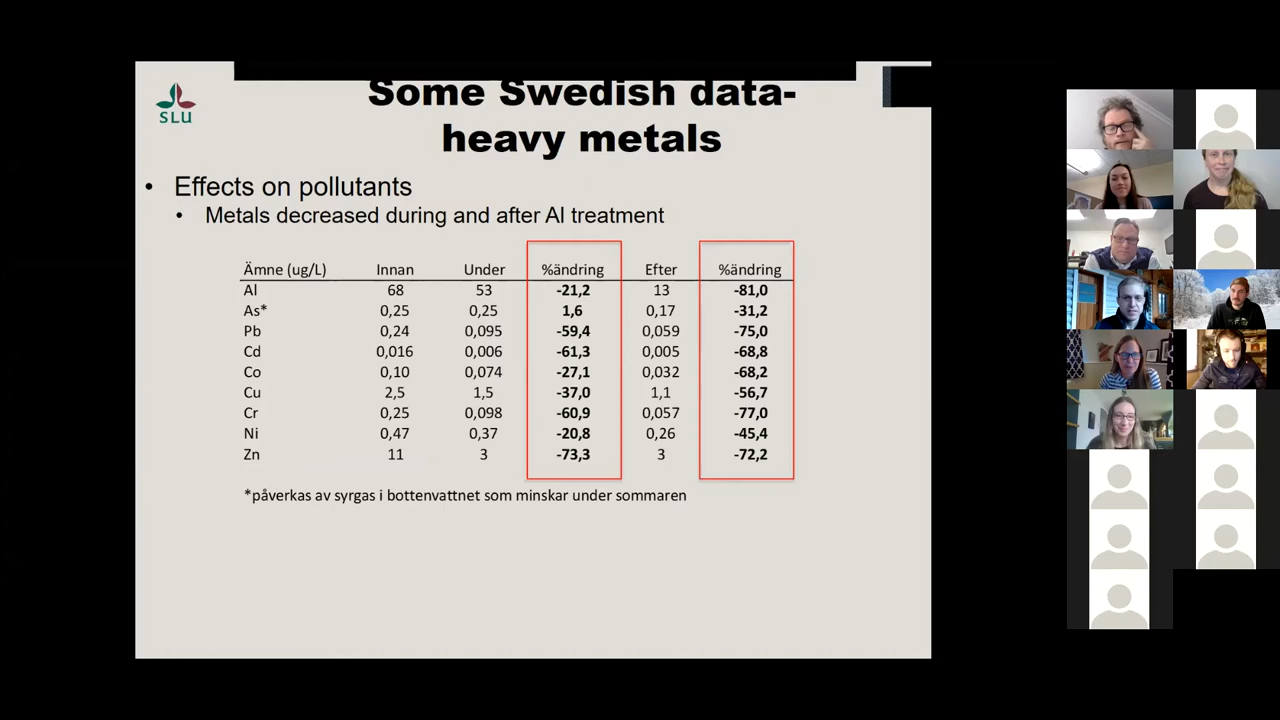 SLU
Some Swedish data-
heavy metals
• Effects on pollutants
• Metals decreased during and after Al treatment
Ämne (ug/L) Innan Under %ändring Efter %ändring
Al 68 53 -21,2 13 -81,0
As* 0,25 0,25 1,6 0,17 -31,2
Pb 0,24 0,095 -59,4 0,059 -75,0
Cd 0,016 0,006 -61,3 0,005 -68,8
Co 0,10 0,074 -27,1 0,032 -68,2
Cu 2,5 1,5 -37,0 1,1 -56,7
Cr 0,25 0,098 -60,9 0,057 -77,0
Ni 0,47 0,37 -20,8 0,26 -45,4
Zn 11 3 -73,3 3 -72,2
*påverkas av syrgas i bottenvattnet som minskar under sommaren